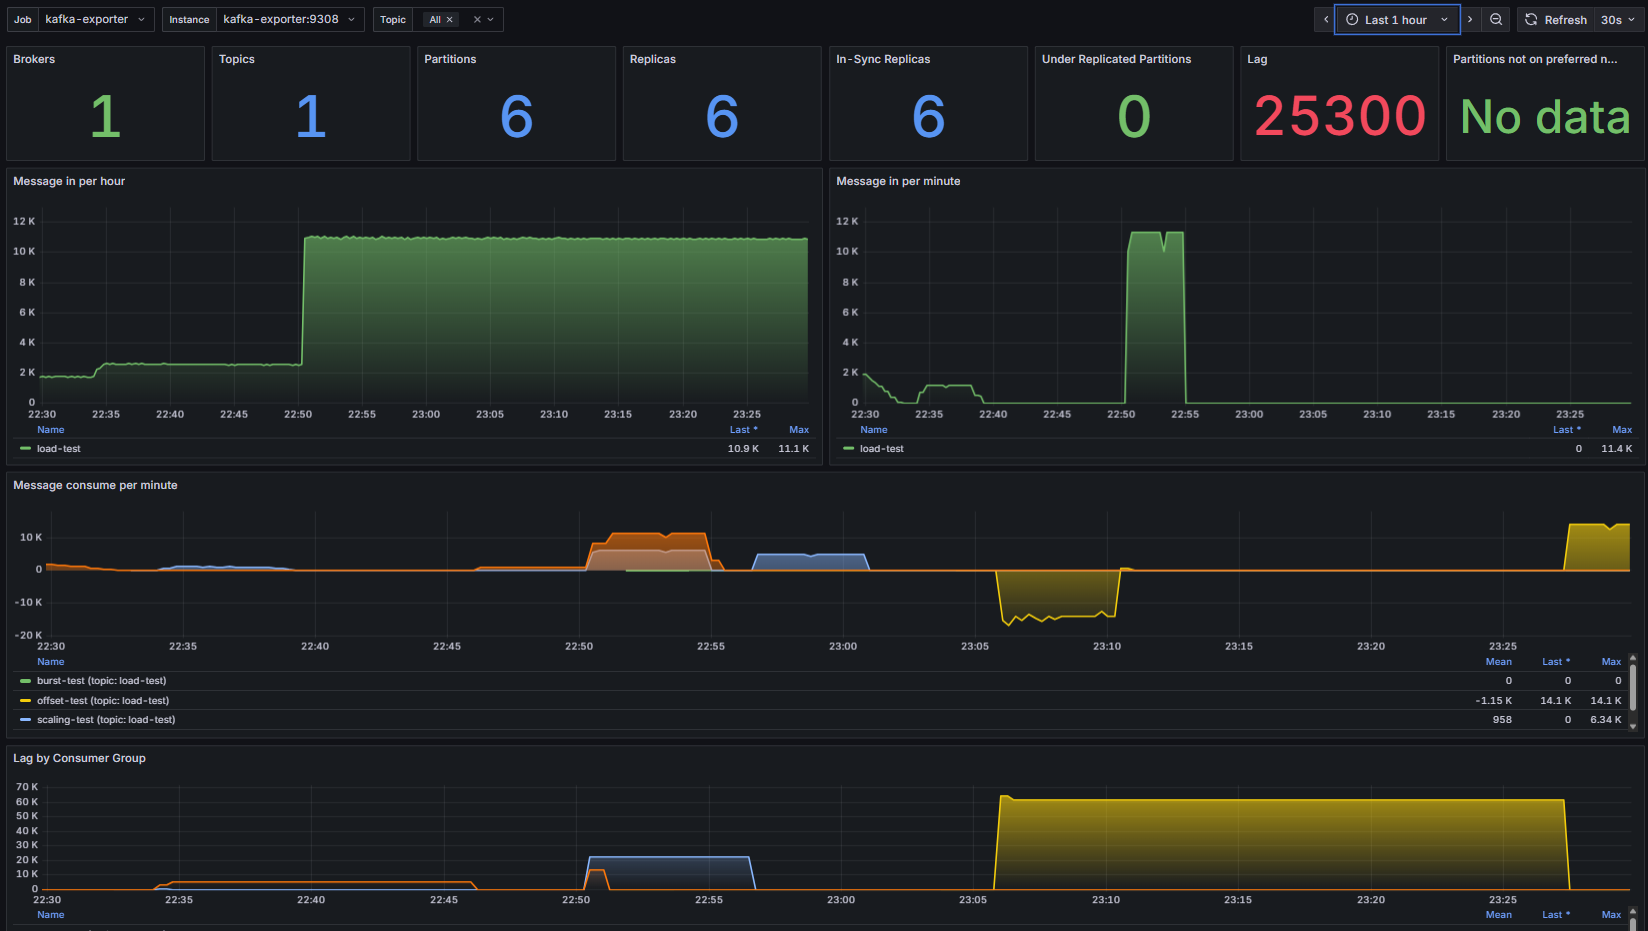 Job kafka-exporter Instance kafka-exporter:9308 Topic All × × Last 1 hour Refresh 30s
Brokers Topics Partitions Replicas In-Sync Replicas Under Replicated Partitions Lag Partitions not on preferred n...
1 1 6 6 6 0 25300 No data
Message in per hour
12 K
10 K
8 K
6 K
4 K
2 K
0
22:30 22:35 22:40 22:45 22:50 22:55 23:00 23:05 23:10 23:15 23:20 23:25
Name Last * Max
load-test 10.9 K 11.1 K
Message in per minute
12 K
10 K
8 K
6 K
4 K
2 K
0
22:30 22:35 22:40 22:45 22:50 22:55 23:00 23:05 23:10 23:15 23:20 23:25
Name Last * Max
load-test 0 11.4 K
Message consume per minute
10 K
0
-10 K
-20 K
22:30 22:35 22:40 22:45 22:50 22:55 23:00 23:05 23:10 23:15 23:20 23:25
Name Mean Last * Max
burst-test (topic: load-test) 0 0 0
offset-test (topic: load-test) -1.15 K 14.1 K 14.1 K
scaling-test (topic: load-test) 958 0 6.34 K
Lag by Consumer Group
70 K
60 K
50 K
40 K
30 K
20 K
10 K
0
22:30 22:35 22:40 22:45 22:50 22:55 23:00 23:05 23:10 23:15 23:20 23:25
Name Mean Last * Max